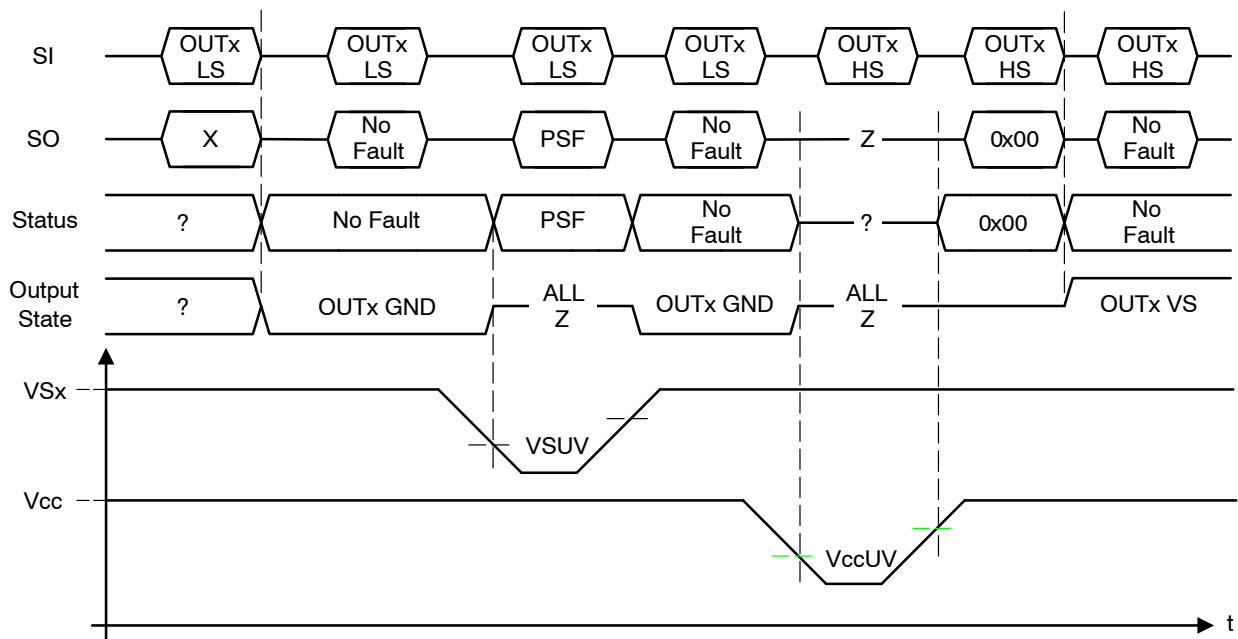 SI
OUTx
LS
OUTx
LS
OUTx
LS
OUTx
LS
OUTx
HS
OUTx
HS
OUTx
HS
SO
X
No
Fault
PSF
No
Fault
Z
0x00
No
Fault
Status
?
No Fault
PSF
No
Fault
?
0x00
No
Fault
Output
State
?
OUTx GND
ALL
Z
OUTx GND
ALL
Z
OUTx VS
VSx
VSUV
Vcc
VccUV
t